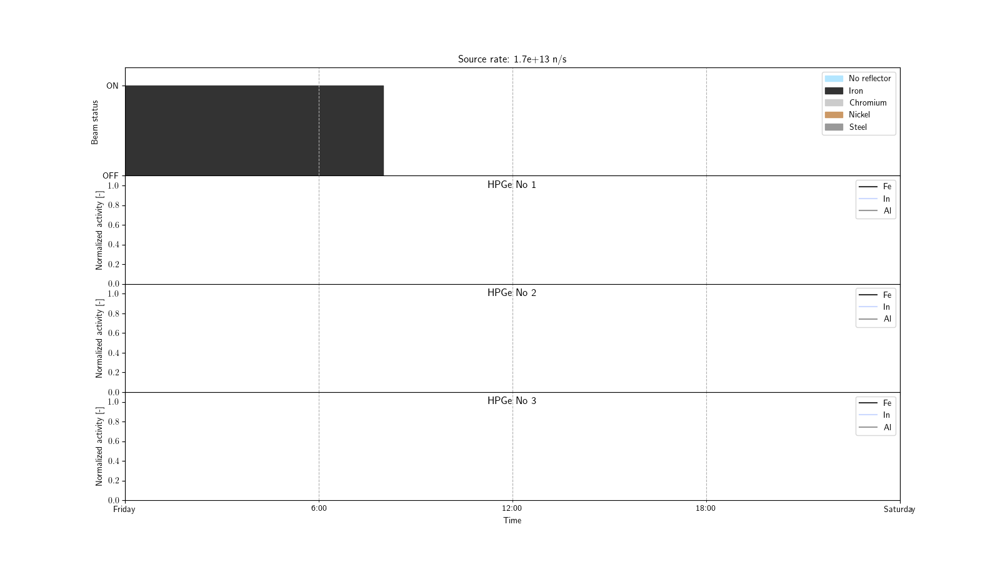 Source rate: 1.7e+13 n/s
ON
OFF
Beam status
No reflector
Iron
Chromium
Nickel
Steel
HPGe No 1
1.0
0.8
0.6
0.4
0.2
0.0
Normalized activity [-]
Fe
In
Al
HPGe No 2
1.0
0.8
0.6
0.4
0.2
0.0
Normalized activity [-]
Fe
In
Al
HPGe No 3
1.0
0.8
0.6
0.4
0.2
0.0
Normalized activity [-]
Fe
In
Al
Friday 6:00 12:00 18:00 Saturday
Time